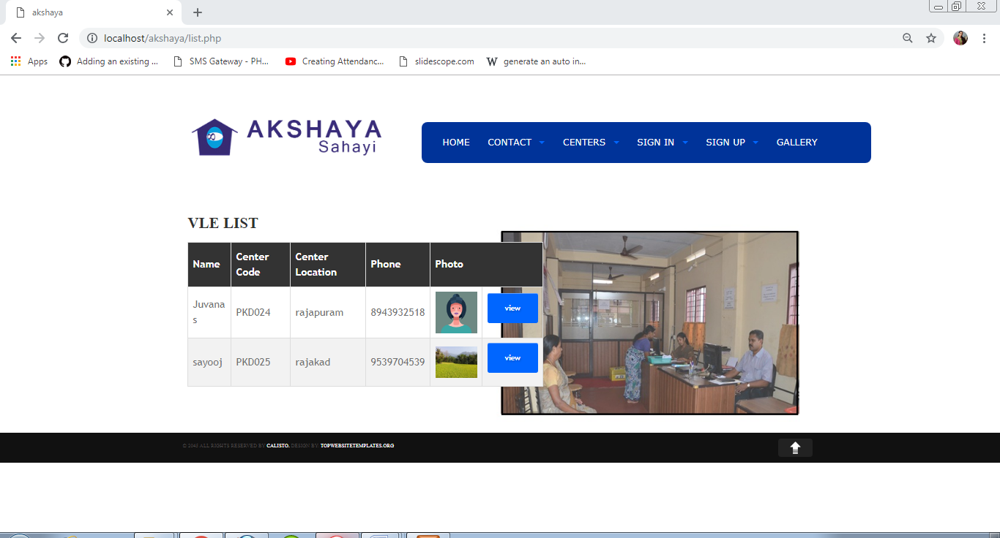 akshaya
localhost/akshaya/list.php
Apps Adding an existing ... SMS Gateway - PH... Creating Attendanc... slidescope.com W generate an auto in...
AKSHAYA
Sahayi
HOME CONTACT CENTERS SIGN IN SIGN UP GALLERY
VLE LIST
Name Center Code Center Location Phone Photo
Juvanas PKD024 rajapuram 8943932518 view
sayooj PKD025 rajakad 9539704539 view
ALL RIGHTS RESERVED BY CALISTO. DESIGN BY: TOPWEBSITETEMPLATES.ORG